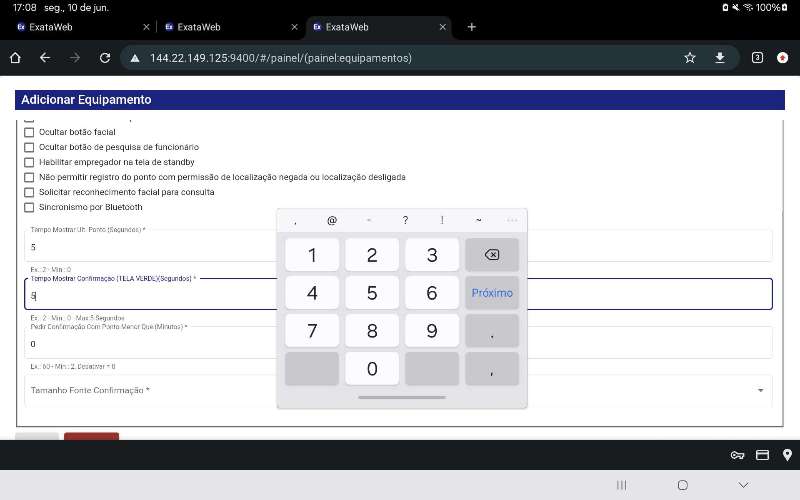 17:08 seg., 10 de jun.
100%
ExataWeb
ExataWeb
ExataWeb
144.22.149.125:9400/#/painel/(painel:equipamentos)
3
Adicionar Equipamento
Ocultar botão facial
Ocultar botão de pesquisa de funcionário
Habilitar empregador na tela de standby
Não permitir registro do ponto com permissão de localização negada ou localização desligada
Solicitar reconhecimento facial para consulta
Sincronismo por Bluetooth
Tempo Mostrar Ult. Ponto (Segundos) *
5
Ex.: 2 - Min.: 0
Tempo Mostrar Confirmação (TELA VERDE)(Segundos) *
5
Ex.: 2 - Min.: 0 - Max 5 Segundos
Pedir Confirmação Com Ponto Menor Que (Minutos) *
0
Ex.: 60 - Min.: 2, Desativar = 0
Tamanho Fonte Confirmação *
, @ - ? ! ~ ...
1 2 3
4 5 6 Próximo
7 8 9 .
0 ,